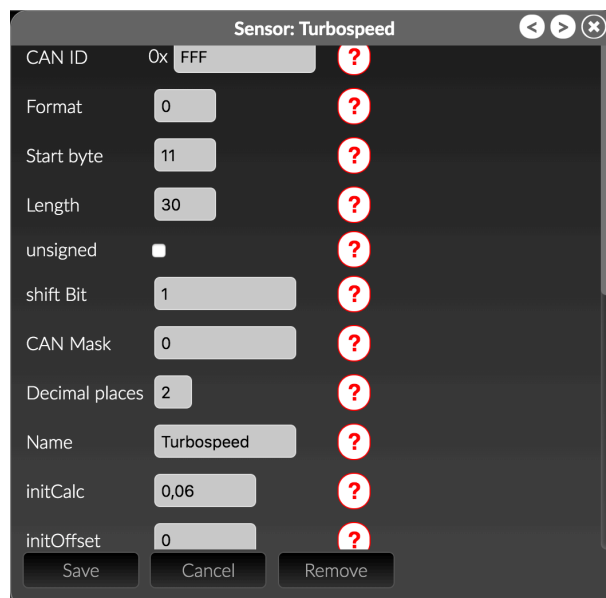 Sensor: Turbospeed < > ×
CAN ID 0x FFF ?
Format 0 ?
Start byte 11 ?
Length 30 ?
unsigned ?
shift Bit 1 ?
CAN Mask 0 ?
Decimal places 2 ?
Name Turbospeed ?
initCalc 0,06 ?
initOffset 0 ?
Save Cancel Remove